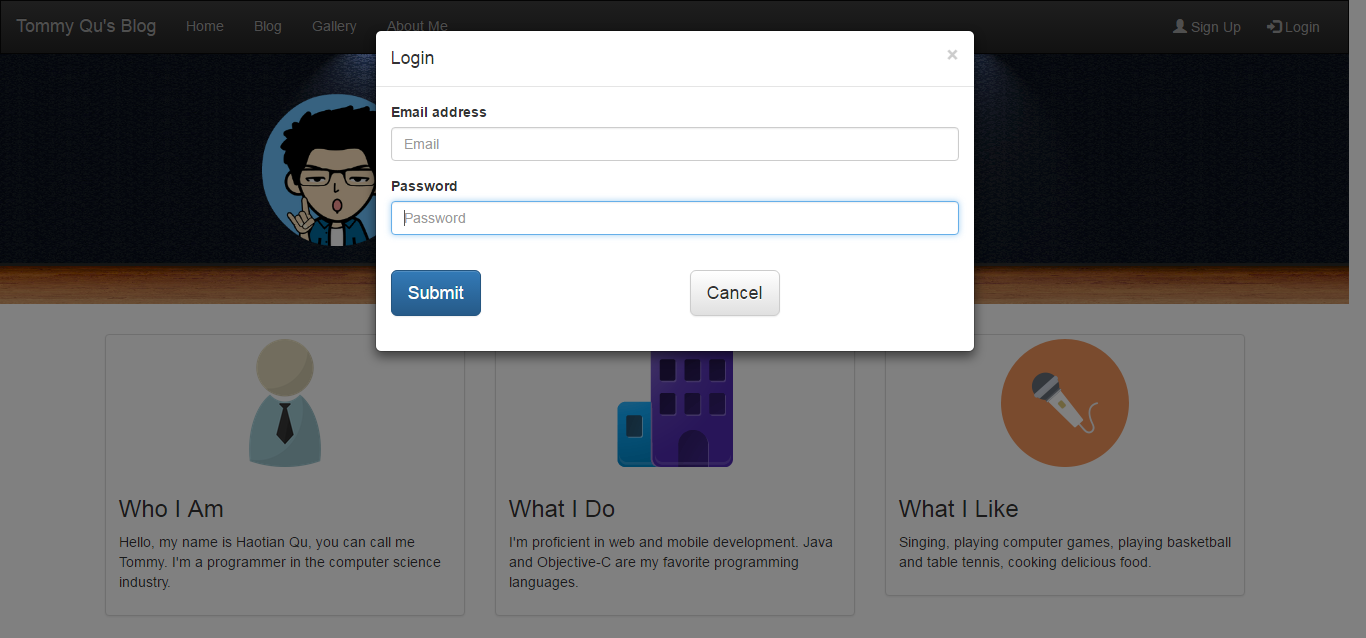 Tommy Qu's Blog Home Blog Gallery About Me Sign Up Login
Login ×
Email address
Email
Password
Password
Submit Cancel
Who I Am
Hello, my name is Haotian Qu, you can call me
Tommy. I'm a programmer in the computer science
industry.
What I Do
I'm proficient in web and mobile development. Java
and Objective-C are my favorite programming
languages.
What I Like
Singing, playing computer games, playing basketball
and table tennis, cooking delicious food.